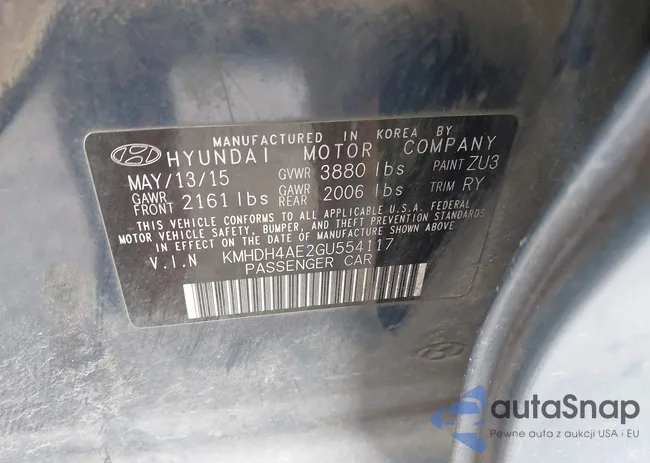 MANUFACTURED IN KOREA BY
HYUNDAI MOTOR COMPANY
MAY/13/15 GVWR 3880 lbs PAINT ZU3
GAWR FRONT 2161 lbs GAWR REAR 2006 lbs TRIM RY
THIS VEHICLE CONFORMS TO ALL APPLICABLE U.S.A. FEDERAL
MOTOR VEHICLE SAFETY, BUMPER, AND THEFT PREVENTION STANDARDS
IN EFFECT ON THE DATE OF MANUFACTURE SHOWN ABOVE.
V.I.N KMHDH4AE2GU554117
PASSENGER CAR
autaSnap
Pewne auta z aukcji USA i EU